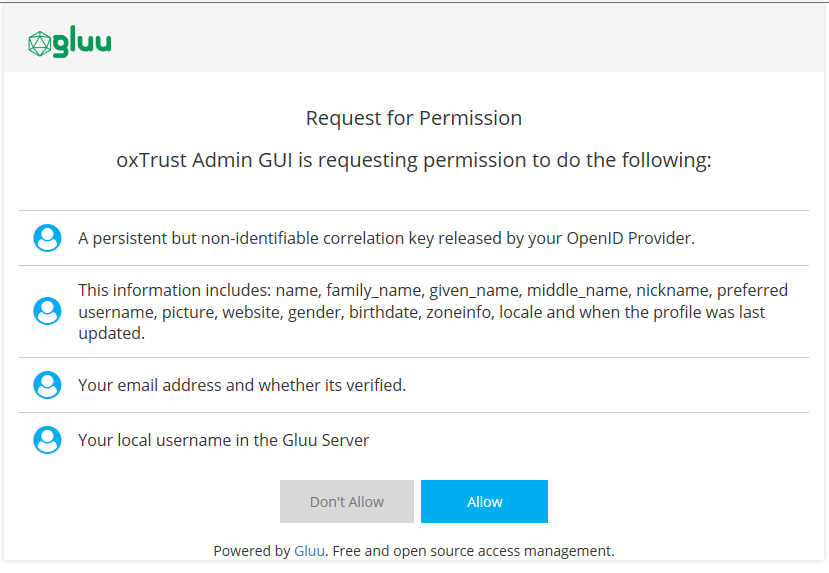 gluu
Request for Permission
oxTrust Admin GUI is requesting permission to do the following:
A persistent but non-identifiable correlation key released by your OpenID Provider.
This information includes: name, family_name, given_name, middle_name, nickname, preferred
username, picture, website, gender, birthdate, zoneinfo, locale and when the profile was last
updated.
Your email address and whether its verified.
Your local username in the Gluu Server
Don't Allow
Allow
Powered by Gluu. Free and open source access management.